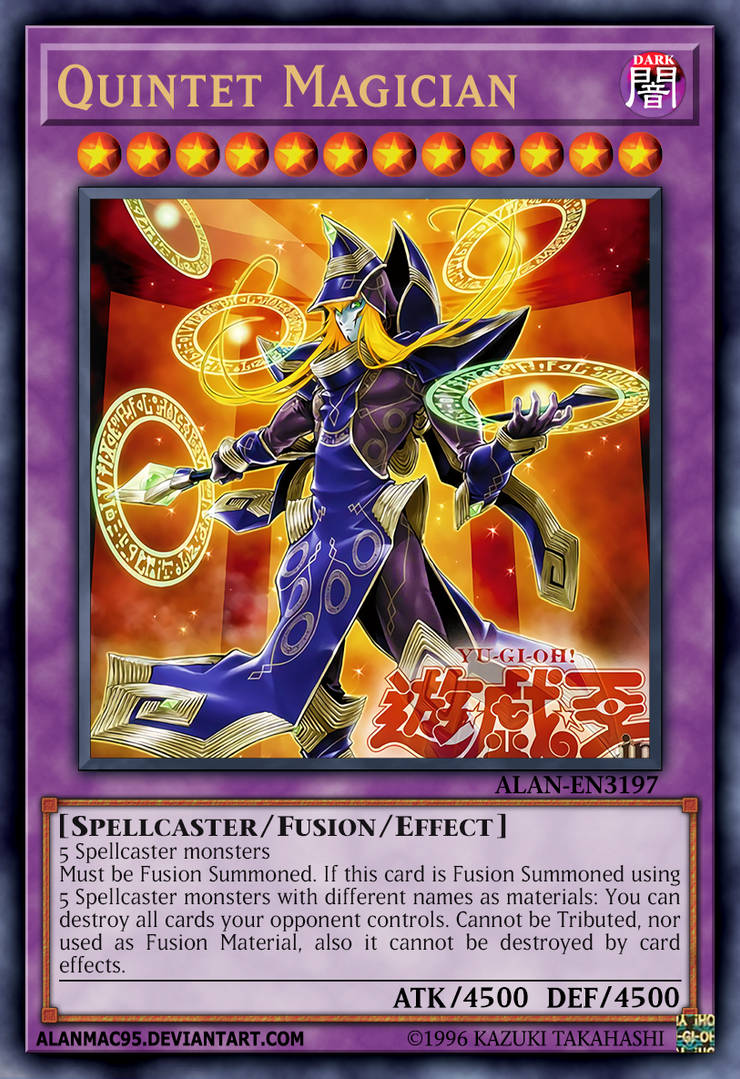 QUINTET MAGICIAN
DARK
闇
YU-GI-OH!
遊戯王
in
ALAN-EN3197
[SPELLCASTER/FUSION/EFFECT]
5 Spellcaster monsters
Must be Fusion Summoned. If this card is Fusion Summoned using
5 Spellcaster monsters with different names as materials: You can
destroy all cards your opponent controls. Cannot be Tributed, nor
used as Fusion Material, also it cannot be destroyed by card
effects.
ATK/4500 DEF/4500
ALANMAC95.DEVIANTART.COM
©1996 KAZUKI TAKAHASHI